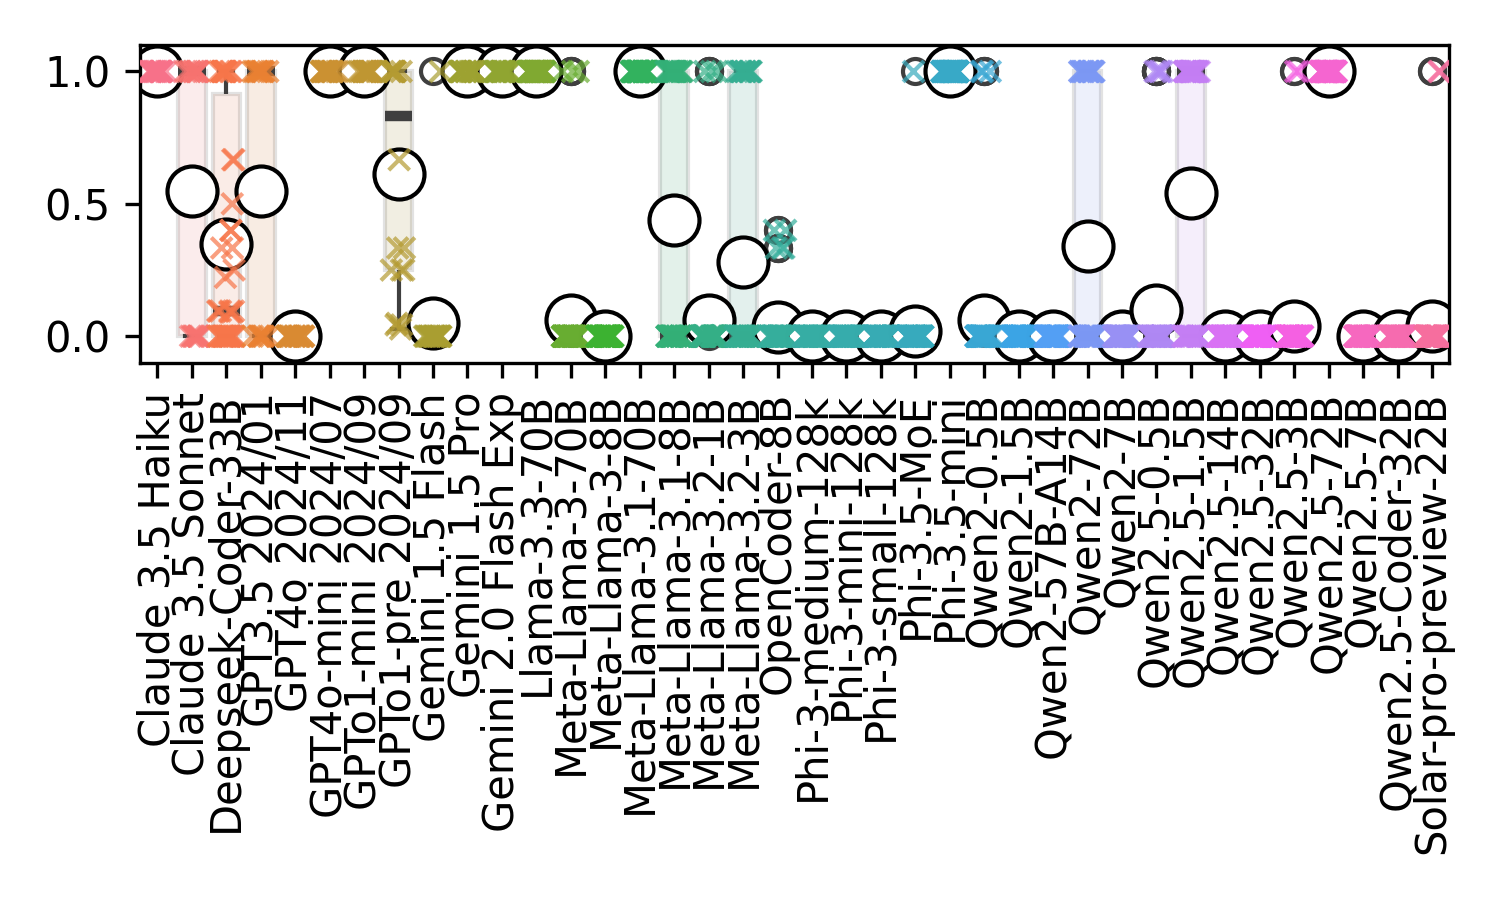 1.0
0.5
0.0
Claude 3.5 Haiku
Claude 3.5 Sonnet
Deepseek-Coder-33B
GPT3.5 2024/01
GPT4o 2024/11
GPT4o-mini 2024/07
GPTo1-mini 2024/09
GPTo1-pre 2024/09
Gemini 1.5 Flash
Gemini 1.5 Pro
Gemini 2.0 Flash Exp
Llama-3.3-70B
Meta-Llama-3-70B
Meta-Llama-3-8B
Meta-Llama-3.1-70B
Meta-Llama-3.1-8B
Meta-Llama-3.2-1B
Meta-Llama-3.2-3B
OpenCoder-8B
Phi-3-medium-128k
Phi-3-mini-128k
Phi-3-small-128k
Phi-3.5-MoE
Phi-3.5-mini
Qwen2-0.5B
Qwen2-1.5B
Qwen2-57B-A14B
Qwen2-72B
Qwen2-7B
Qwen2.5-0.5B
Qwen2.5-1.5B
Qwen2.5-14B
Qwen2.5-32B
Qwen2.5-3B
Qwen2.5-72B
Qwen2.5-7B
Qwen2.5-Coder-32B
Solar-pro-preview-22B